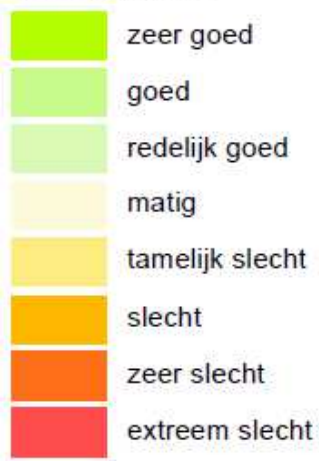 zeer goed
goed
redelijk goed
matig
tamelijk slecht
slecht
zeer slecht
extreem slecht